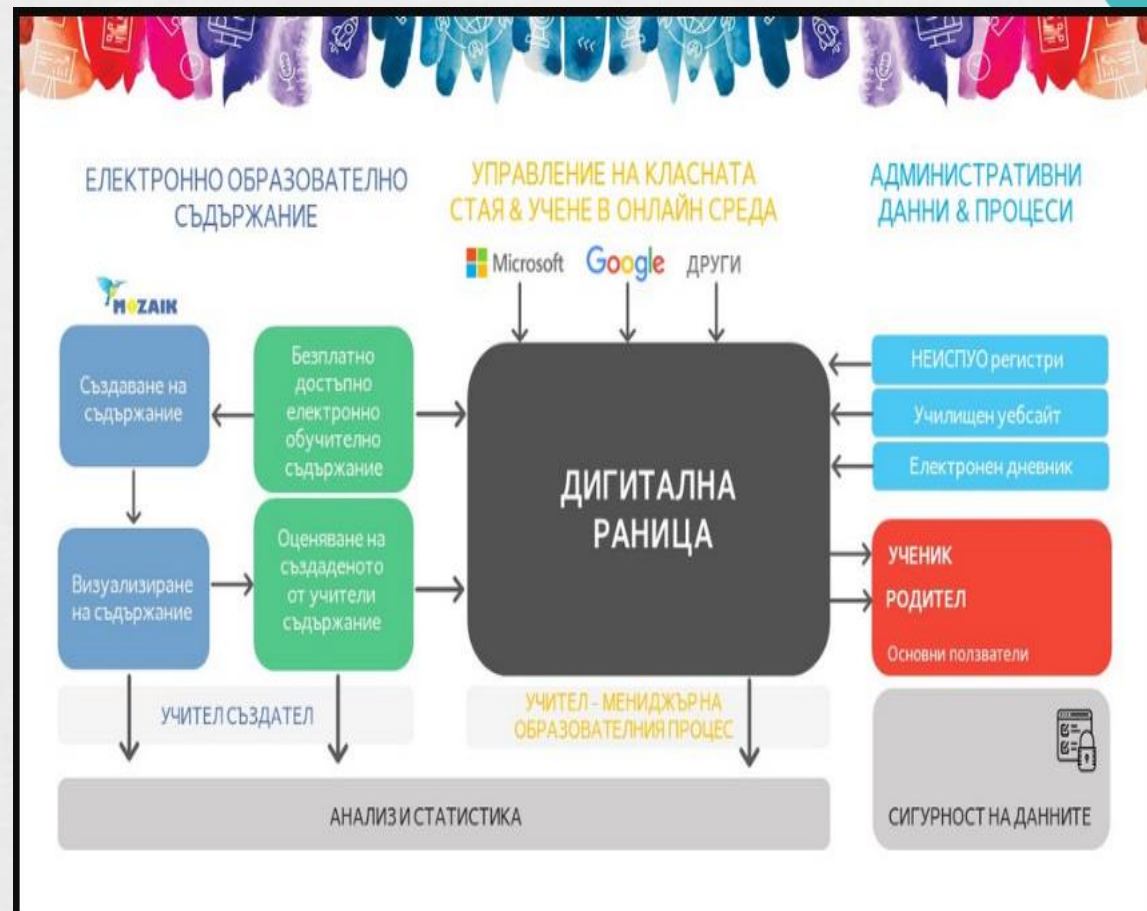 ЕЛЕКТРОННО ОБРАЗОВАТЕЛНО
СЪДЪРЖАНИЕ
УПРАВЛЕНИЕ НА КЛАСНАТА
СТАЯ & УЧЕНЕ В ОНЛАЙН СРЕДА
АДМИНИСТРАТИВНИ
ДАННИ & ПРОЦЕСИ
Microsoft Google ДРУГИ
MOZAIK
Създаване на
съдържание
Безплатно
достъпно
електронно
обучително
съдържание
Визуализиране
на съдържание
Оценяване на
създаденото
от учители
съдържание
ДИГИТАЛНА
РАНИЦА
НЕИСПУО регистри
Училищен уебсайт
Електронен дневник
УЧЕНИК
РОДИТЕЛ
Основни ползватели
УЧИТЕЛ СЪЗДАТЕЛ
УЧИТЕЛ – МЕНИДЖЪР НА
ОБРАЗОВАТЕЛНИЯ ПРОЦЕС
АНАЛИЗ И СТАТИСТИКА
СИГУРНОСТ НА ДАННИТЕ